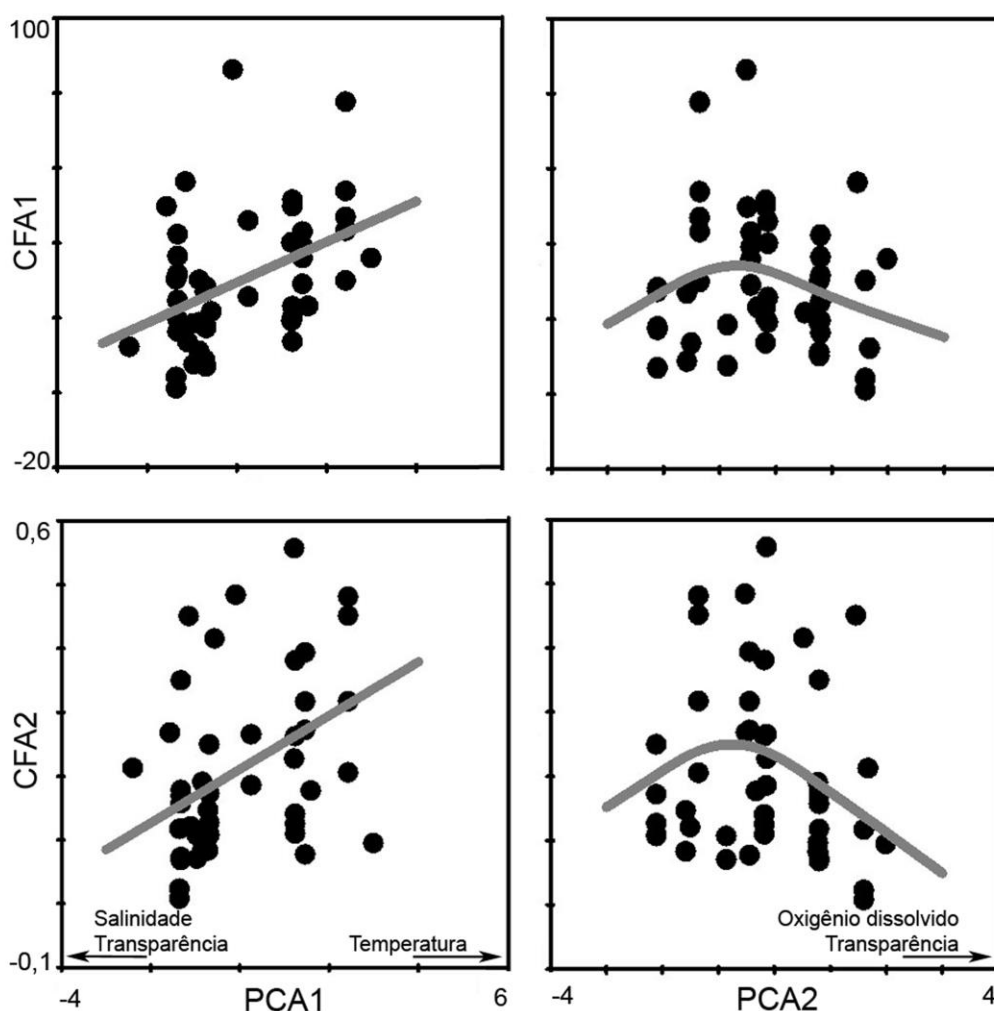 100
CFA1
-20
0,6
CFA2
Salinidade
Transparência
Temperatura
Oxigênio dissolvido
Transparência
-0,1
-4
PCA1
6
-4
PCA2
4